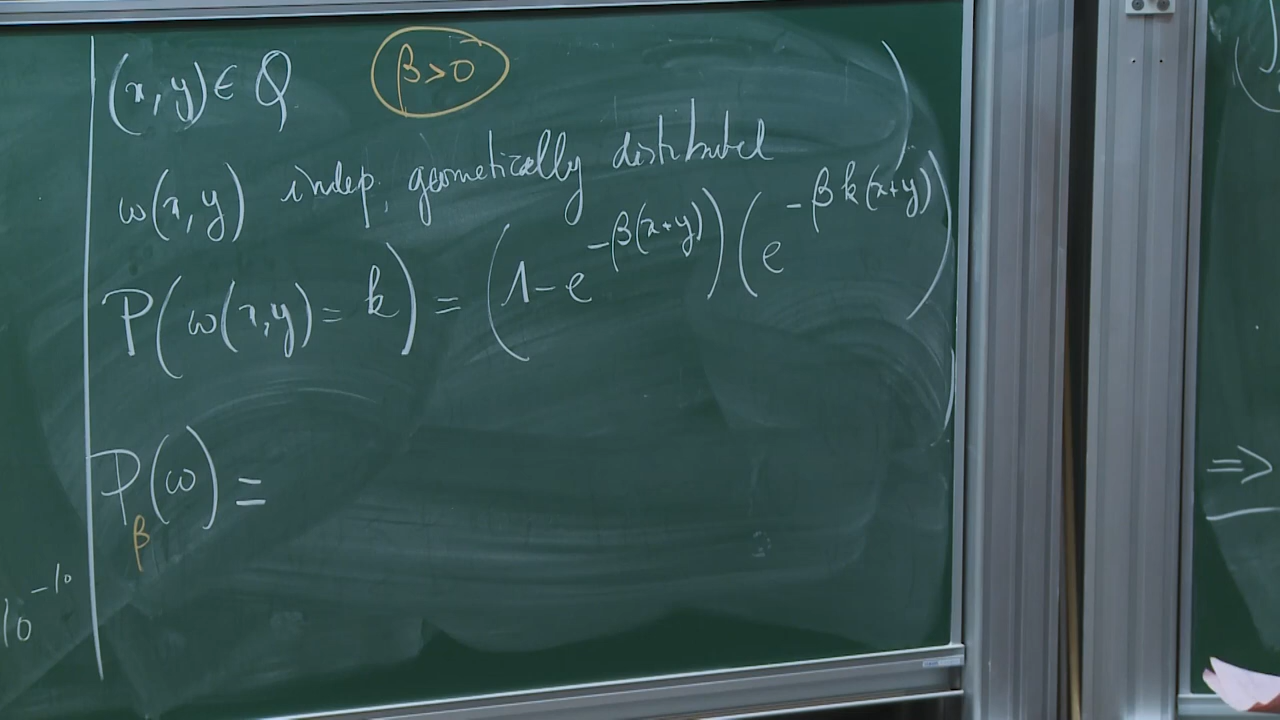 (x, y) ∈ Q β > 0
ω(x, y) indep. geometrically distributed
P(ω(x,y) = k) = (1 - e^{-β(x+y)})(e^{-βk(x+y)})
P_β(ω) =
10^{-10}
⇒